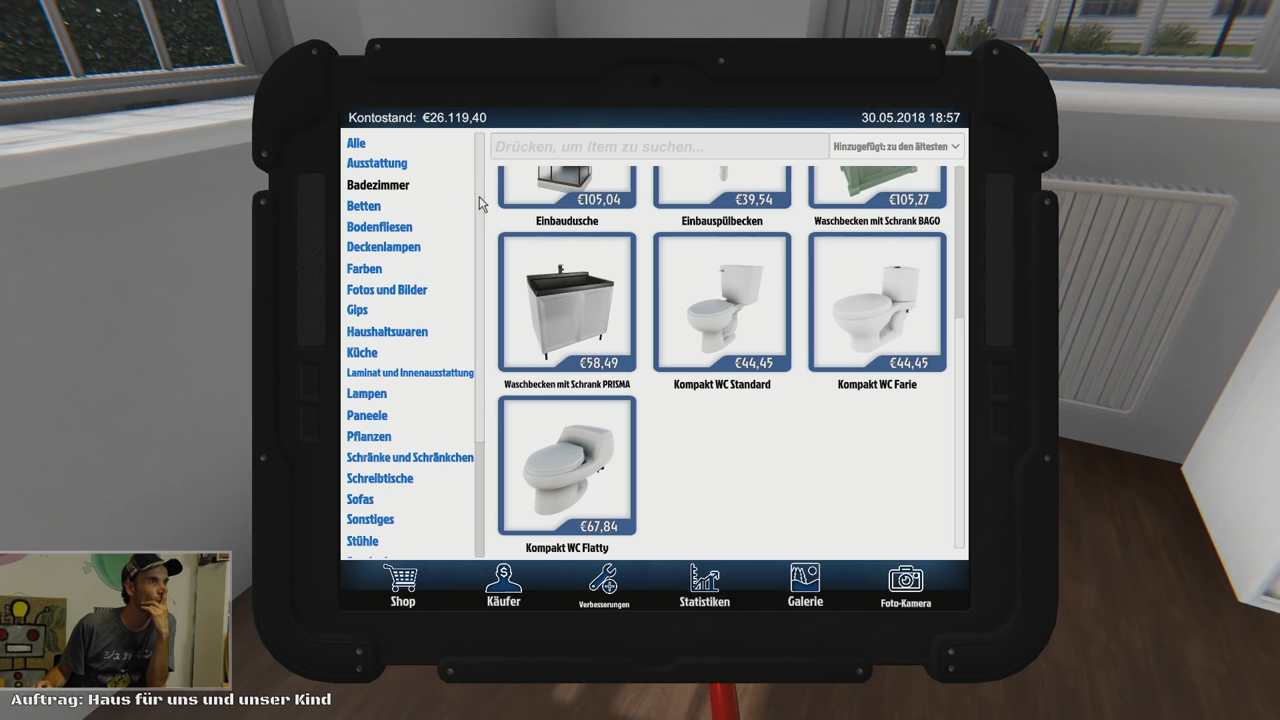 Kontostand: €26.119,40
30.05.2018 18:57
Alle
Ausstattung
Badezimmer
Betten
Bodenfliesen
Deckenlampen
Farben
Fotos und Bilder
Gips
Haushaltswaren
Küche
Laminat und Innenausstattung
Lampen
Paneele
Pflanzen
Schränke und Schränkchen
Schreibtische
Sofas
Sonstiges
Stühle
Drücken, um Item zu suchen...
Hinzugefügt: zu den ältesten
€105,04
€39,54
€105,27
Einbaudusche
Einbauspülbecken
Waschbecken mit Schrank BAGO
€58,49
€44,45
€44,45
Waschbecken mit Schrank PRISMA
Kompakt WC Standard
Kompakt WC Farie
€67,84
Kompakt WC Flatty
Shop
Käufer
Verbesserungen
Statistiken
Galerie
Foto-Kamera
Auftrag: Haus für uns und unser Kind